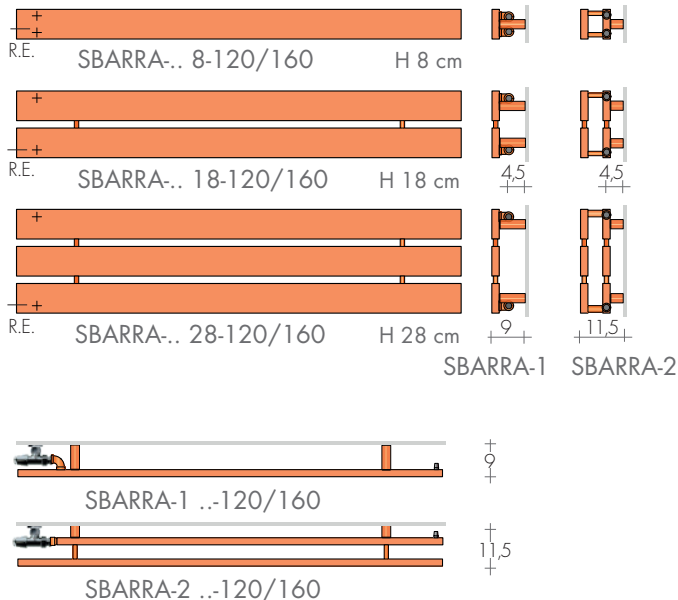 R.E.
SBARRA-.. 8-120/160 H 8 cm
R.E.
SBARRA-.. 18-120/160 H 18 cm 4,5 4,5
R.E.
SBARRA-.. 28-120/160 H 28 cm 9 11,5
SBARRA-1 SBARRA-2
9
SBARRA-1 ..-120/160
11,5
SBARRA-2 ..-120/160